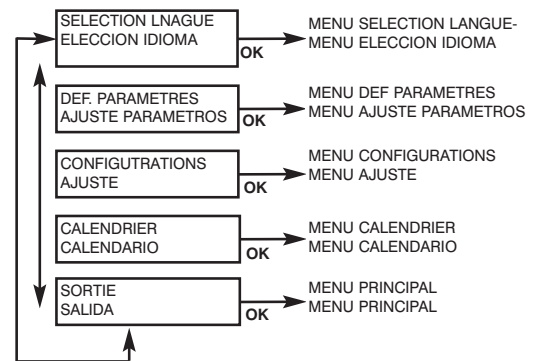 SELECTION LNAGUE
ELECCION IDIOMA
OK
MENU SELECTION LANGUE-
MENU ELECCION IDIOMA
DEF. PARAMETRES
AJUSTE PARAMETROS
OK
MENU DEF PARAMETRES
MENU AJUSTE PARAMETROS
CONFIGUTRATIONS
AJUSTE
OK
MENU CONFIGURATIONS
MENU AJUSTE
CALENDRIER
CALENDARIO
OK
MENU CALENDRIER
MENU CALENDARIO
SORTIE
SALIDA
OK
MENU PRINCIPAL
MENU PRINCIPAL